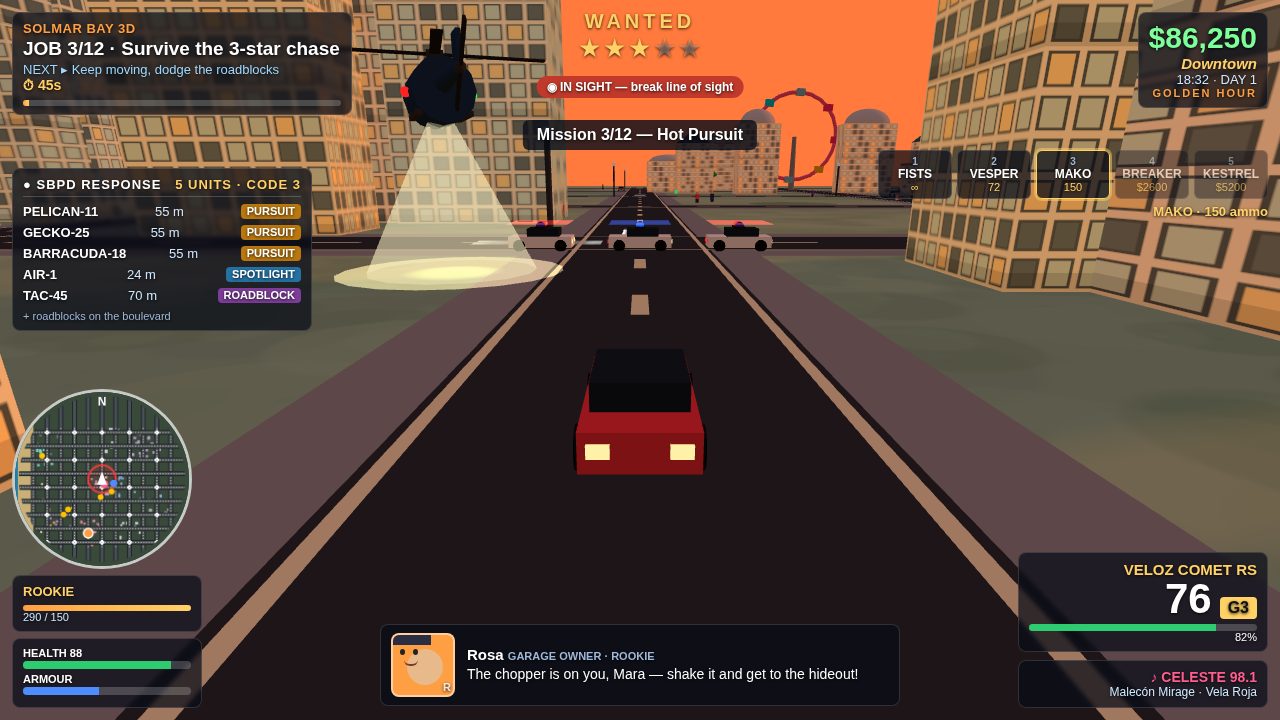 SOLMAR BAY 3D
JOB 3/12 · Survive the 3-star chase
NEXT ▸ Keep moving, dodge the roadblocks
⏱ 45s
WANTED
★★★★★
◉ IN SIGHT — break line of sight
Mission 3/12 — Hot Pursuit
$86,250
Downtown
18:32 · DAY 1
GOLDEN HOUR
1 FISTS ∞
2 VESPER 72
3 MAKO 150
4 BREAKER $2600
5 KESTREL $5200
MAKO · 150 ammo
● SBPD RESPONSE 5 UNITS · CODE 3
PELICAN-11 55 m PURSUIT
GECKO-25 55 m PURSUIT
BARRACUDA-18 55 m PURSUIT
AIR-1 24 m SPOTLIGHT
TAC-45 70 m ROADBLOCK
+ roadblocks on the boulevard
N
ROOKIE
290 / 150
HEALTH 88
ARMOUR
R
Rosa GARAGE OWNER · ROOKIE
The chopper is on you, Mara — shake it and get to the hideout!
VELOZ COMET RS
76 G3
82%
♪ CELESTE 98.1
Malecón Mirage · Vela Roja